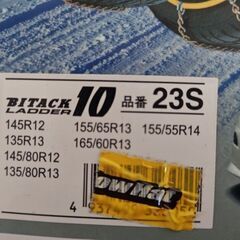 BITACK
LADDER 10 品番 23S
145R12 155/65R13 155/55R14
135R13 165/60R13
145/80R12
135/80R13